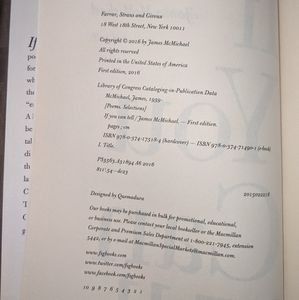 Farrar, Straus and Giroux
18 West 18th Street, New York 10011
Copyright © 2016 by James McMichael
All rights reserved
Printed in the United States of America
First edition, 2016
Library of Congress Cataloging-in-Publication Data
McMichael, James, 1939–
[Poems. Selections]
If you can tell / James McMichael. — First edition.
pages ; cm
ISBN 978-0-374-17518-4 (hardcover) — ISBN 978-0-374-71490-1 (ebook)
I. Title.
PS3563.A31894 A6 2016
811'.54—dc23
2015022218
Designed by Quemadura
Our books may be purchased in bulk for promotional, educational,
or business use. Please contact your local bookseller or the Macmillan
Corporate and Premium Sales Department at 1-800-221-7945, extension
5442, or by e-mail at MacmillanSpecialMarkets@macmillan.com.
www.fsgbooks.com
www.twitter.com/fsgbooks
www.facebook.com/fsgbooks
10 9 8 7 6 5 4 3 2 1